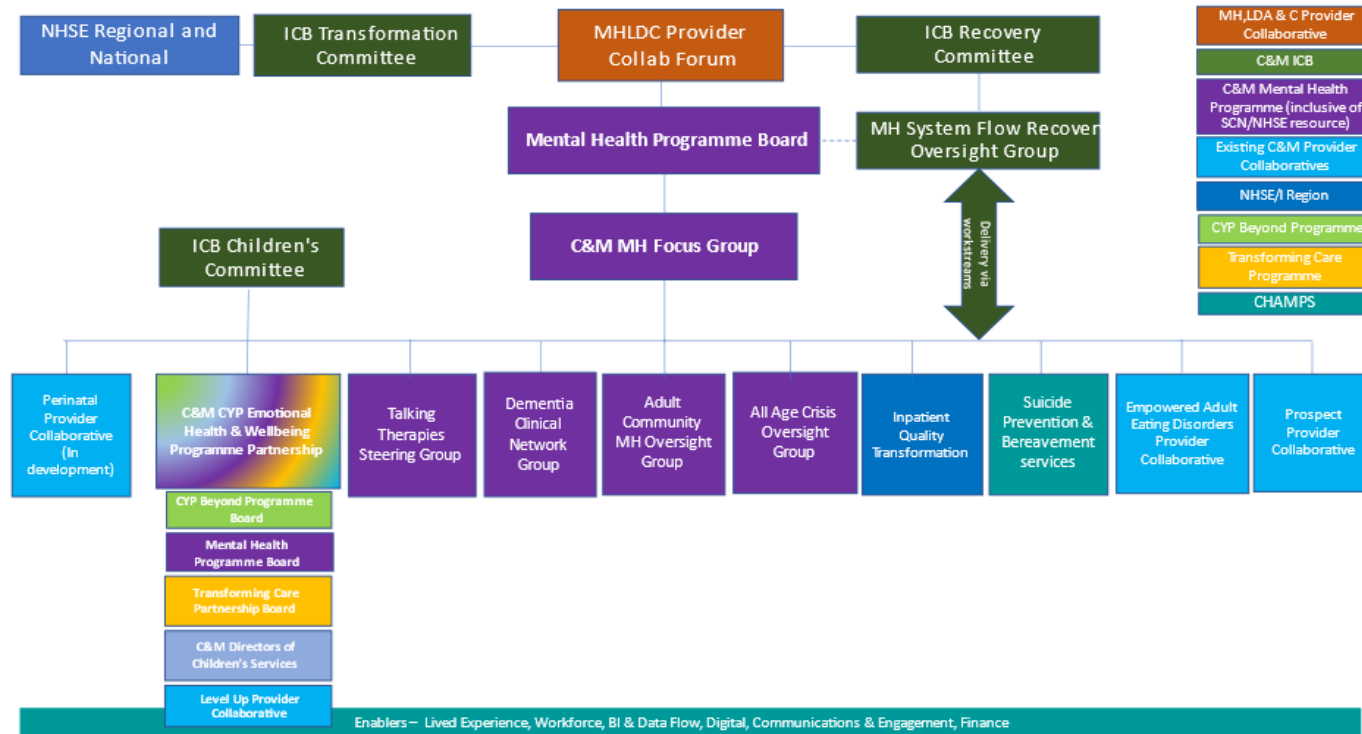 NHSE Regional and
National
ICB Transformation
Committee
MHLDC Provider
Collab Forum
ICB Recovery
Committee
Mental Health Programme Board
MH System Flow Recover
Oversight Group
C&M MH Focus Group
Delivery via
workstreams
ICB Children's
Committee
MH,LDA & C Provider
Collaborative
C&M ICB
C&M Mental Health
Programme (inclusive of
SCN/NHSE resource)
Existing C&M Provider
Collaboratives
NHSE/I Region
CYP Beyond Programme
Transforming Care
Programme
CHAMPS
Perinatal
Provider
Collaborative
(In
development)
C&M CYP Emotional
Health & Wellbeing
Programme Partnership
Talking
Therapies
Steering Group
Dementia
Clinical
Network
Group
Adult
Community
MH Oversight
Group
All Age Crisis
Oversight
Group
Inpatient
Quality
Transformation
Suicide
Prevention &
Bereavement
services
Empowered Adult
Eating Disorders
Provider
Collaborative
Prospect
Provider
Collaborative
CYP Beyond Programme
Board
Mental Health
Programme Board
Transforming Care
Partnership Board
C&M Directors of
Children's Services
Level Up Provider
Collaborative
Enablers – Lived Experience, Workforce, BI & Data Flow, Digital, Communications & Engagement, Finance